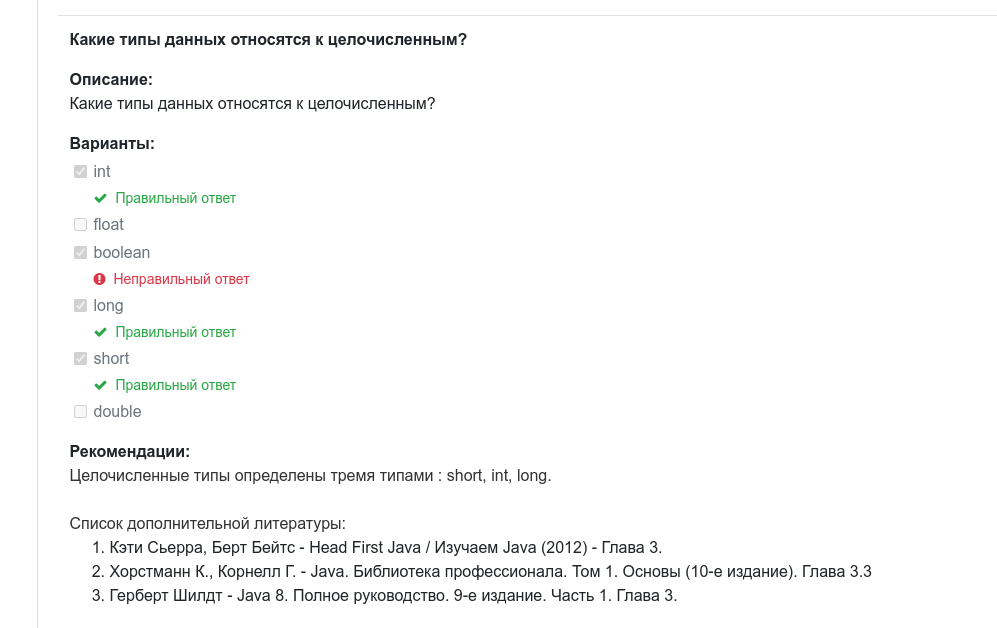 Какие типы данных относятся к целочисленным?
Описание:
Какие типы данных относятся к целочисленным?
Варианты:
int
Правильный ответ
float
boolean
Неправильный ответ
long
Правильный ответ
short
Правильный ответ
double
Рекомендации:
Целочисленные типы определены тремя типами : short, int, long.
Список дополнительной литературы:
1. Кэти Сьерра, Берт Бейтс - Head First Java / Изучаем Java (2012) - Глава 3.
2. Хорстманн К., Корнелл Г. - Java. Библиотека профессионала. Том 1. Основы (10-е издание). Глава 3.3
3. Герберт Шилдт - Java 8. Полное руководство. 9-е издание. Часть 1. Глава 3.